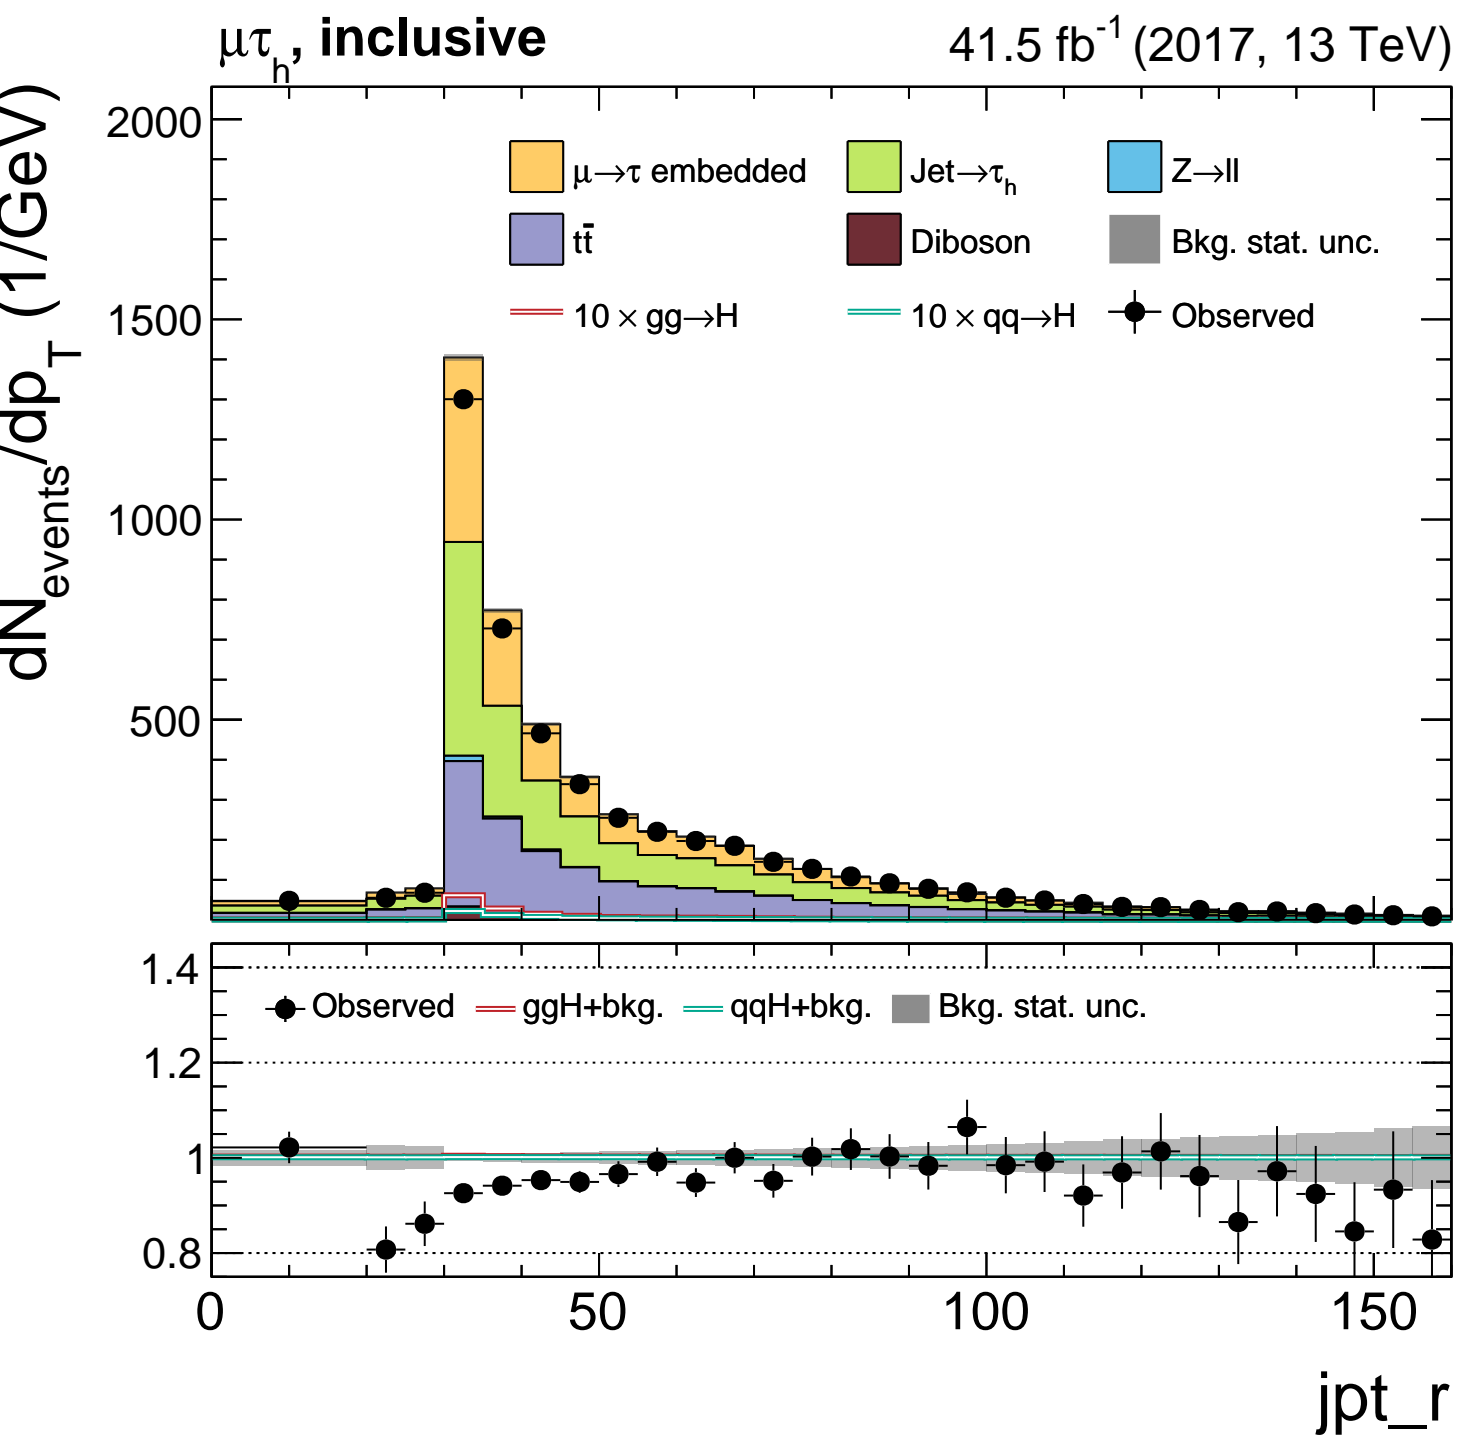 μτh, inclusive
41.5 fb-1 (2017, 13 TeV)
dNevents/dpT (1/GeV)
2000
1500
1000
500
μ→τ embedded
Jet→τh
Z→ll
tt̄
Diboson
Bkg. stat. unc.
10 × gg→H
10 × qq→H
Observed
1.4
1.2
1
0.8
Observed
ggH+bkg.
qqH+bkg.
Bkg. stat. unc.
0
50
100
150
jpt_r